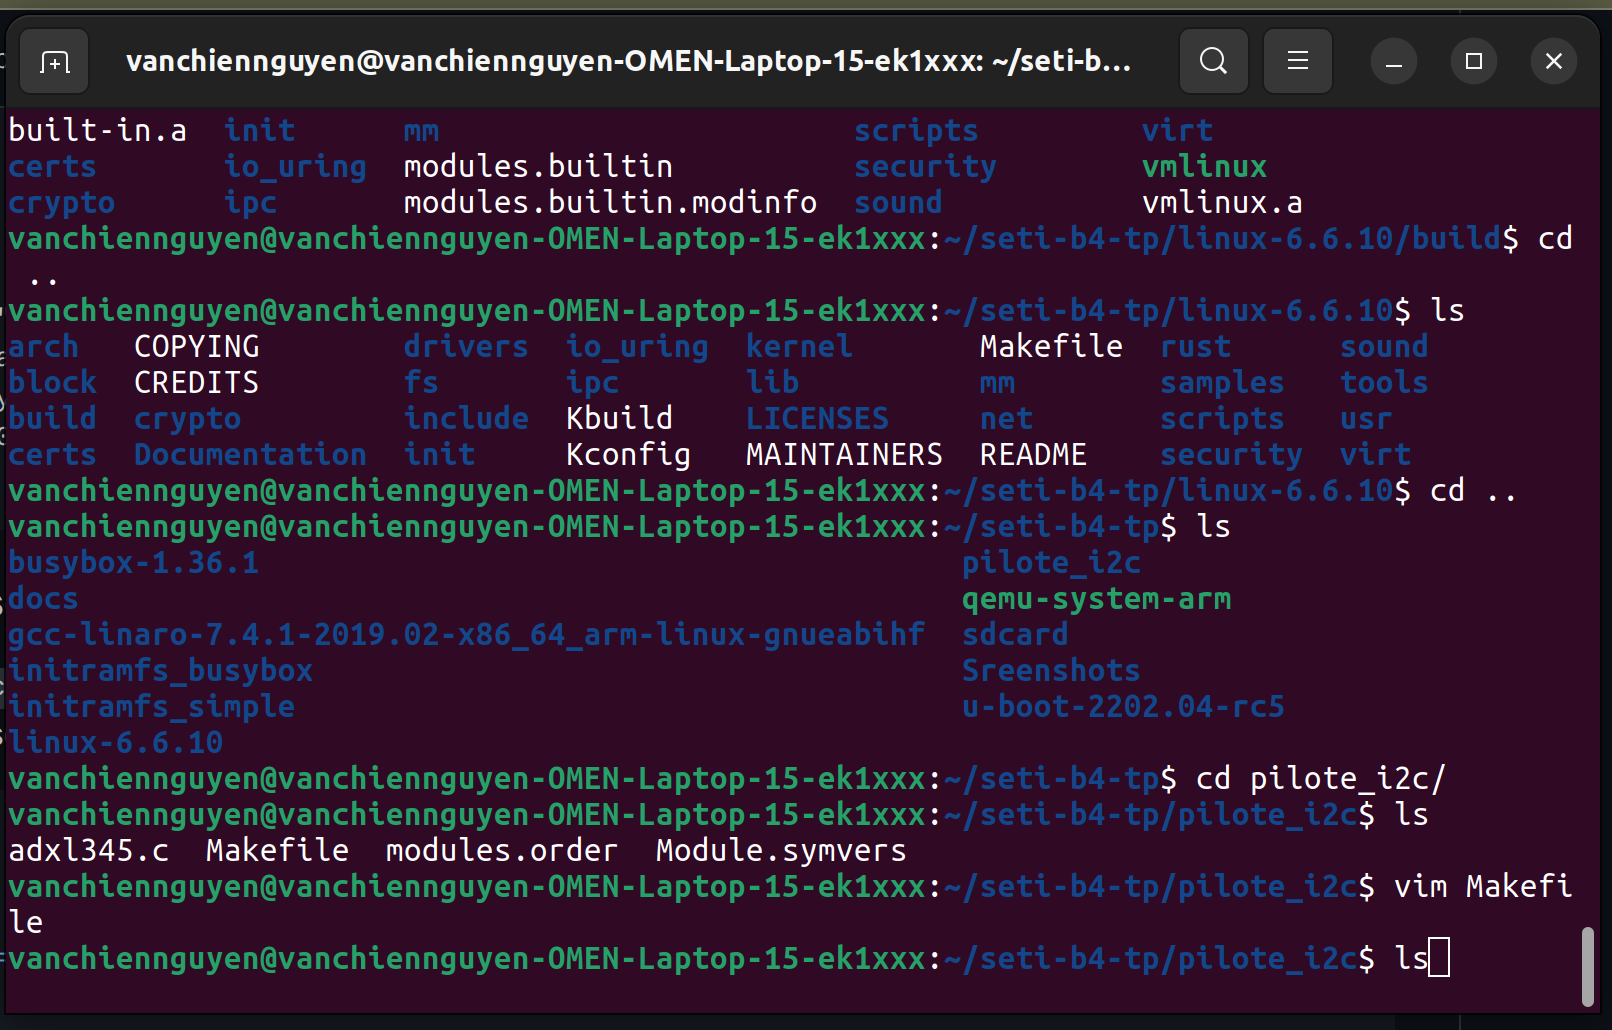 vanchiennguyen@vanchiennguyen-OMEN-Laptop-15-ek1xxx: ~/seti-b…
built-in.a  init      mm                       scripts         virt
certs       io_uring  modules.builtin          security        vmlinux
crypto      ipc       modules.builtin.modinfo  sound           vmlinux.a
vanchiennguyen@vanchiennguyen-OMEN-Laptop-15-ek1xxx:~/seti-b4-tp/linux-6.6.10/build$ cd
 ..
vanchiennguyen@vanchiennguyen-OMEN-Laptop-15-ek1xxx:~/seti-b4-tp/linux-6.6.10$ ls
arch   COPYING        drivers  io_uring  kernel       Makefile  rust      sound
block  CREDITS        fs       ipc       lib          mm        samples   tools
build  crypto         include  Kbuild    LICENSES     net       scripts   usr
certs  Documentation  init     Kconfig   MAINTAINERS  README    security  virt
vanchiennguyen@vanchiennguyen-OMEN-Laptop-15-ek1xxx:~/seti-b4-tp/linux-6.6.10$ cd ..
vanchiennguyen@vanchiennguyen-OMEN-Laptop-15-ek1xxx:~/seti-b4-tp$ ls
busybox-1.36.1                                       pilote_i2c
docs                                                 qemu-system-arm
gcc-linaro-7.4.1-2019.02-x86_64_arm-linux-gnueabihf  sdcard
initramfs_busybox                                    Sreenshots
initramfs_simple                                     u-boot-2202.04-rc5
linux-6.6.10
vanchiennguyen@vanchiennguyen-OMEN-Laptop-15-ek1xxx:~/seti-b4-tp$ cd pilote_i2c/
vanchiennguyen@vanchiennguyen-OMEN-Laptop-15-ek1xxx:~/seti-b4-tp/pilote_i2c$ ls
adxl345.c  Makefile  modules.order  Module.symvers
vanchiennguyen@vanchiennguyen-OMEN-Laptop-15-ek1xxx:~/seti-b4-tp/pilote_i2c$ vim Makefi
le
vanchiennguyen@vanchiennguyen-OMEN-Laptop-15-ek1xxx:~/seti-b4-tp/pilote_i2c$ ls